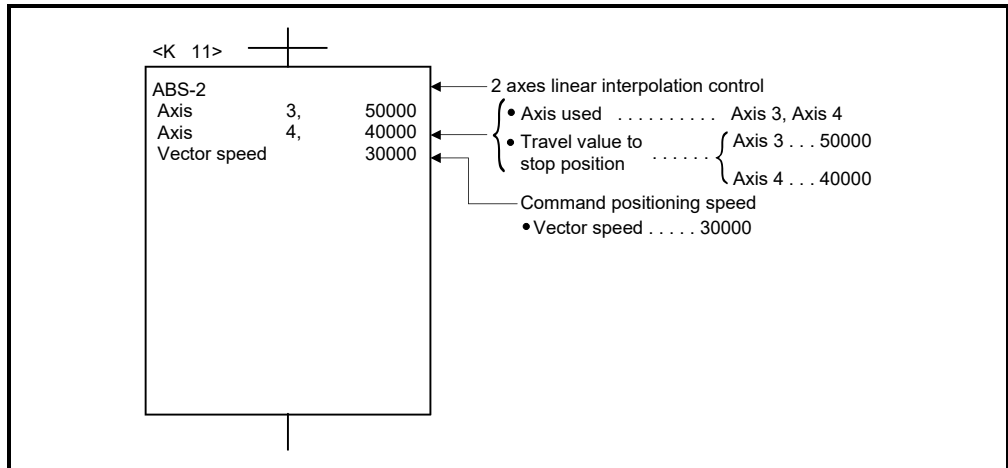 <K 11>
ABS-2
Axis 3, 50000
Axis 4, 40000
Vector speed 30000
2 axes linear interpolation control
• Axis used . . . . . . . . . . Axis 3, Axis 4
• Travel value to
stop position . . . . . . Axis 3 . . . 50000
Axis 4 . . . 40000
Command positioning speed
• Vector speed . . . . . 30000